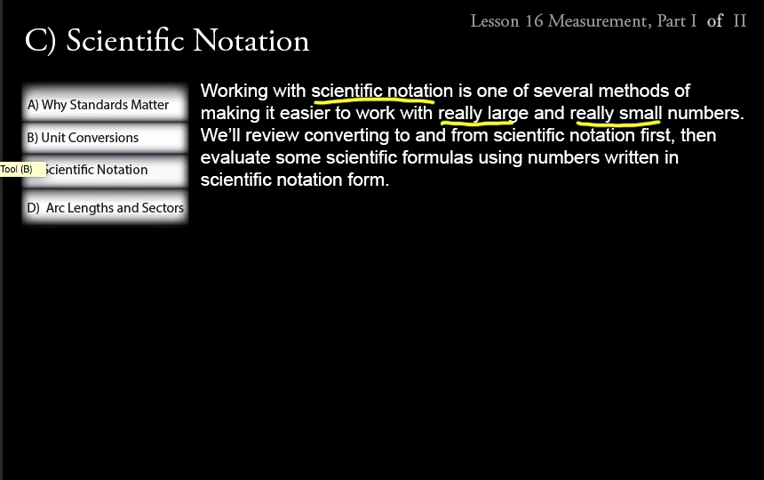 Lesson 16 Measurement, Part I of II
C) Scientific Notation
A) Why Standards Matter
B) Unit Conversions
Tool (B)
Scientific Notation
D) Arc Lengths and Sectors
Working with scientific notation is one of several methods of
making it easier to work with really large and really small numbers.
We'll review converting to and from scientific notation first, then
evaluate some scientific formulas using numbers written in
scientific notation form.